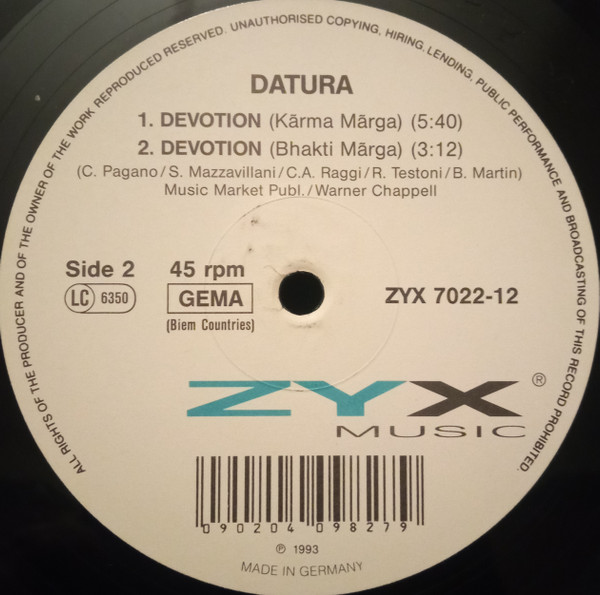 ALL RIGHTS OF THE PRODUCER AND OF THE OWNER OF THE WORK REPRODUCED RESERVED. UNAUTHORISED COPYING, HIRING, LENDING, PUBLIC PERFORMANCE AND BROADCASTING OF THIS RECORD PROHIBITED.
DATURA
1. DEVOTION (Kārma Mārga) (5:40)
2. DEVOTION (Bhakti Mārga) (3:12)
(C. Pagano/S. Mazzavillani/C.A. Raggi/R. Testoni/B. Martin)
Music Market Publ./Warner Chappell
Side 2 45 rpm
LC 6350 GEMA ZYX 7022-12
(Biem Countries)
ZYX ®
MUSIC
090204 098279
℗ 1993
MADE IN GERMANY